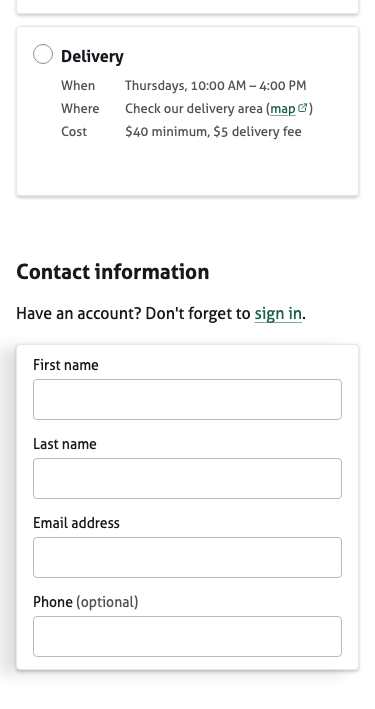 Delivery
When Thursdays, 10:00 AM – 4:00 PM
Where Check our delivery area (map)
Cost $40 minimum, $5 delivery fee
Contact information
Have an account? Don't forget to sign in.
First name
Last name
Email address
Phone (optional)